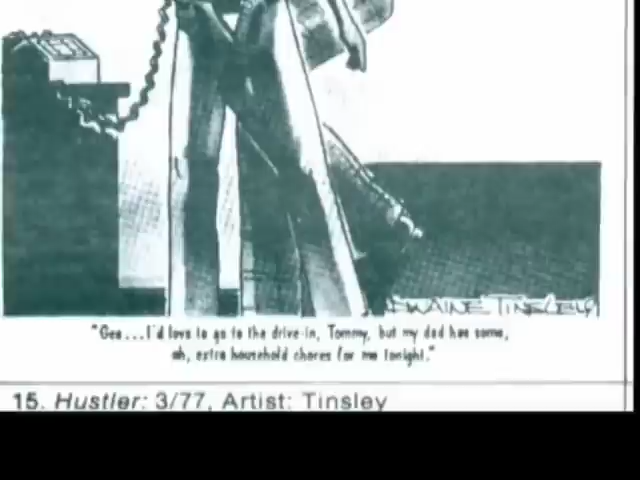 DWAINE TINSLEY
"Gee...I'd love to go to the drive-in, Tommy, but my dad has some,
uh, extra household chores for me tonight."
15. Hustler: 3/77, Artist: Tinsley